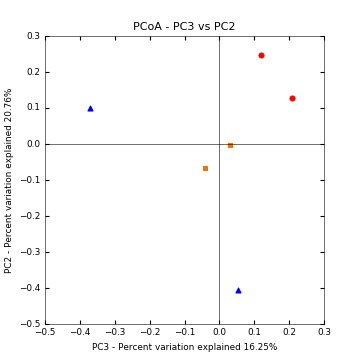 PCoA - PC3 vs PC2
0.3
0.2
0.1
0.0
−0.1
−0.2
−0.3
−0.4
−0.5
PC2 - Percent variation explained 20.76%
−0.5 −0.4 −0.3 −0.2 −0.1 0.0 0.1 0.2 0.3
PC3 - Percent variation explained 16.25%